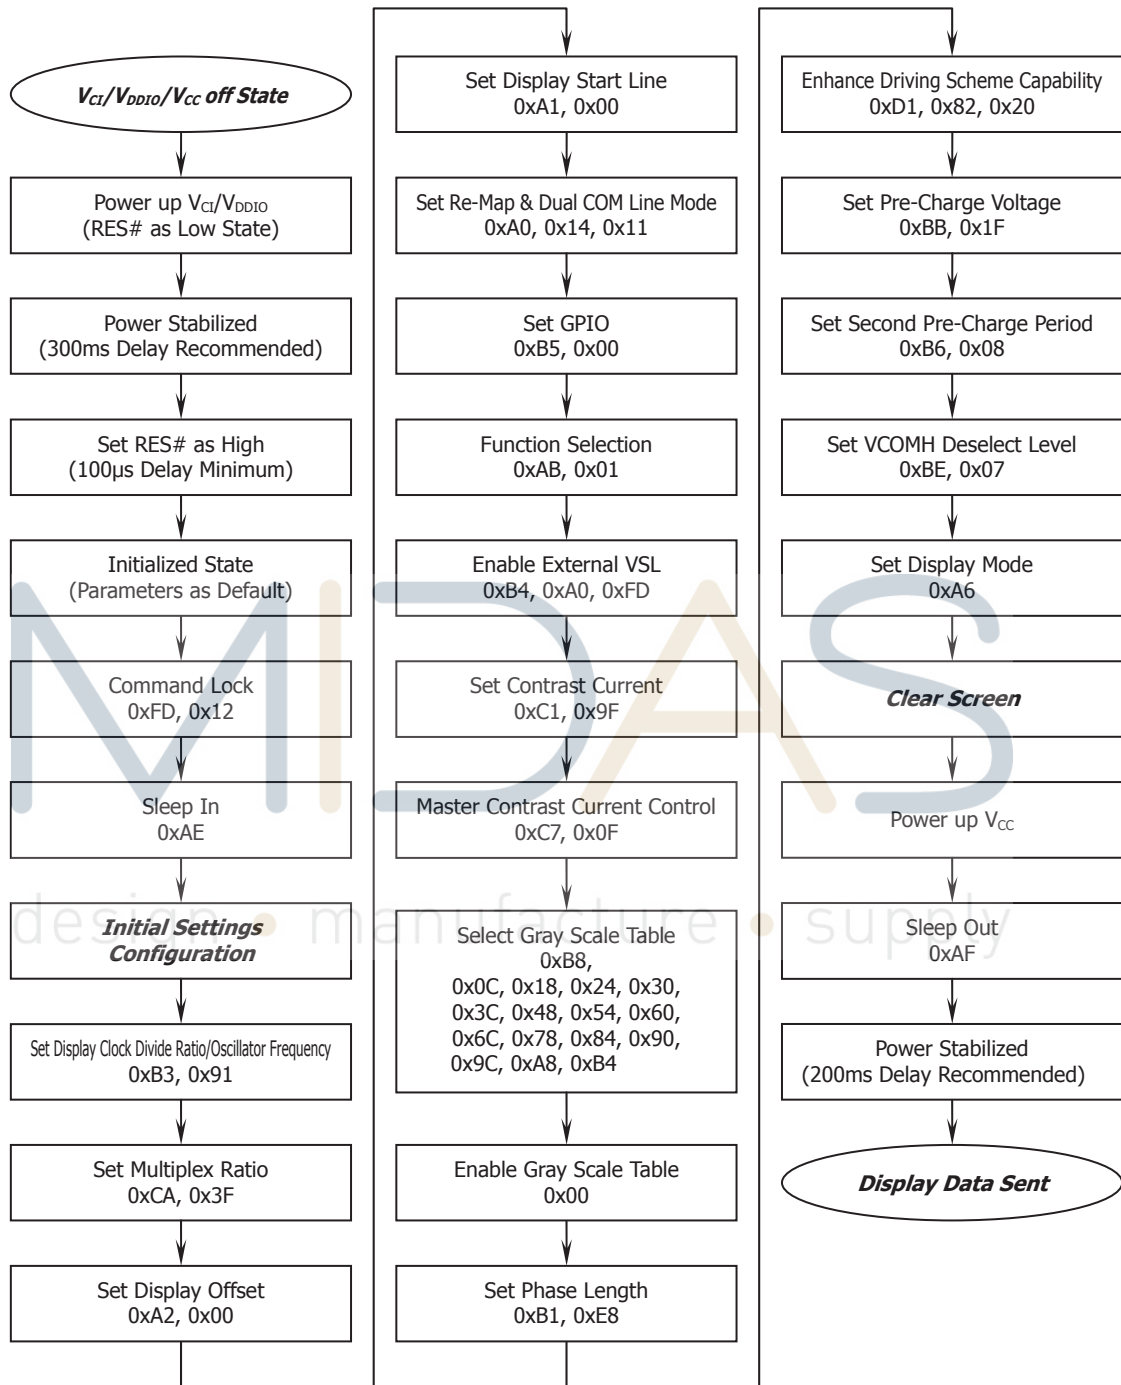 VCI/VDDIO/VCC off State
Power up VCI/VDDIO
(RES# as Low State)
Power Stabilized
(300ms Delay Recommended)
Set RES# as High
(100μs Delay Minimum)
Initialized State
(Parameters as Default)
Command Lock
0xFD, 0x12
Sleep In
0xAE
Initial Settings
Configuration
Set Display Clock Divide Ratio/Oscillator Frequency
0xB3, 0x91
Set Multiplex Ratio
0xCA, 0x3F
Set Display Offset
0xA2, 0x00
Set Display Start Line
0xA1, 0x00
Set Re-Map & Dual COM Line Mode
0xA0, 0x14, 0x11
Set GPIO
0xB5, 0x00
Function Selection
0xAB, 0x01
Enable External VSL
0xB4, 0xA0, 0xFD
Set Contrast Current
0xC1, 0x9F
Master Contrast Current Control
0xC7, 0x0F
Select Gray Scale Table
0xB8,
0x0C, 0x18, 0x24, 0x30,
0x3C, 0x48, 0x54, 0x60,
0x6C, 0x78, 0x84, 0x90,
0x9C, 0xA8, 0xB4
Enable Gray Scale Table
0x00
Set Phase Length
0xB1, 0xE8
Enhance Driving Scheme Capability
0xD1, 0x82, 0x20
Set Pre-Charge Voltage
0xBB, 0x1F
Set Second Pre-Charge Period
0xB6, 0x08
Set VCOMH Deselect Level
0xBE, 0x07
Set Display Mode
0xA6
Clear Screen
Power up VCC
Sleep Out
0xAF
Power Stabilized
(200ms Delay Recommended)
Display Data Sent
MIDAS
design • manufacture • supply